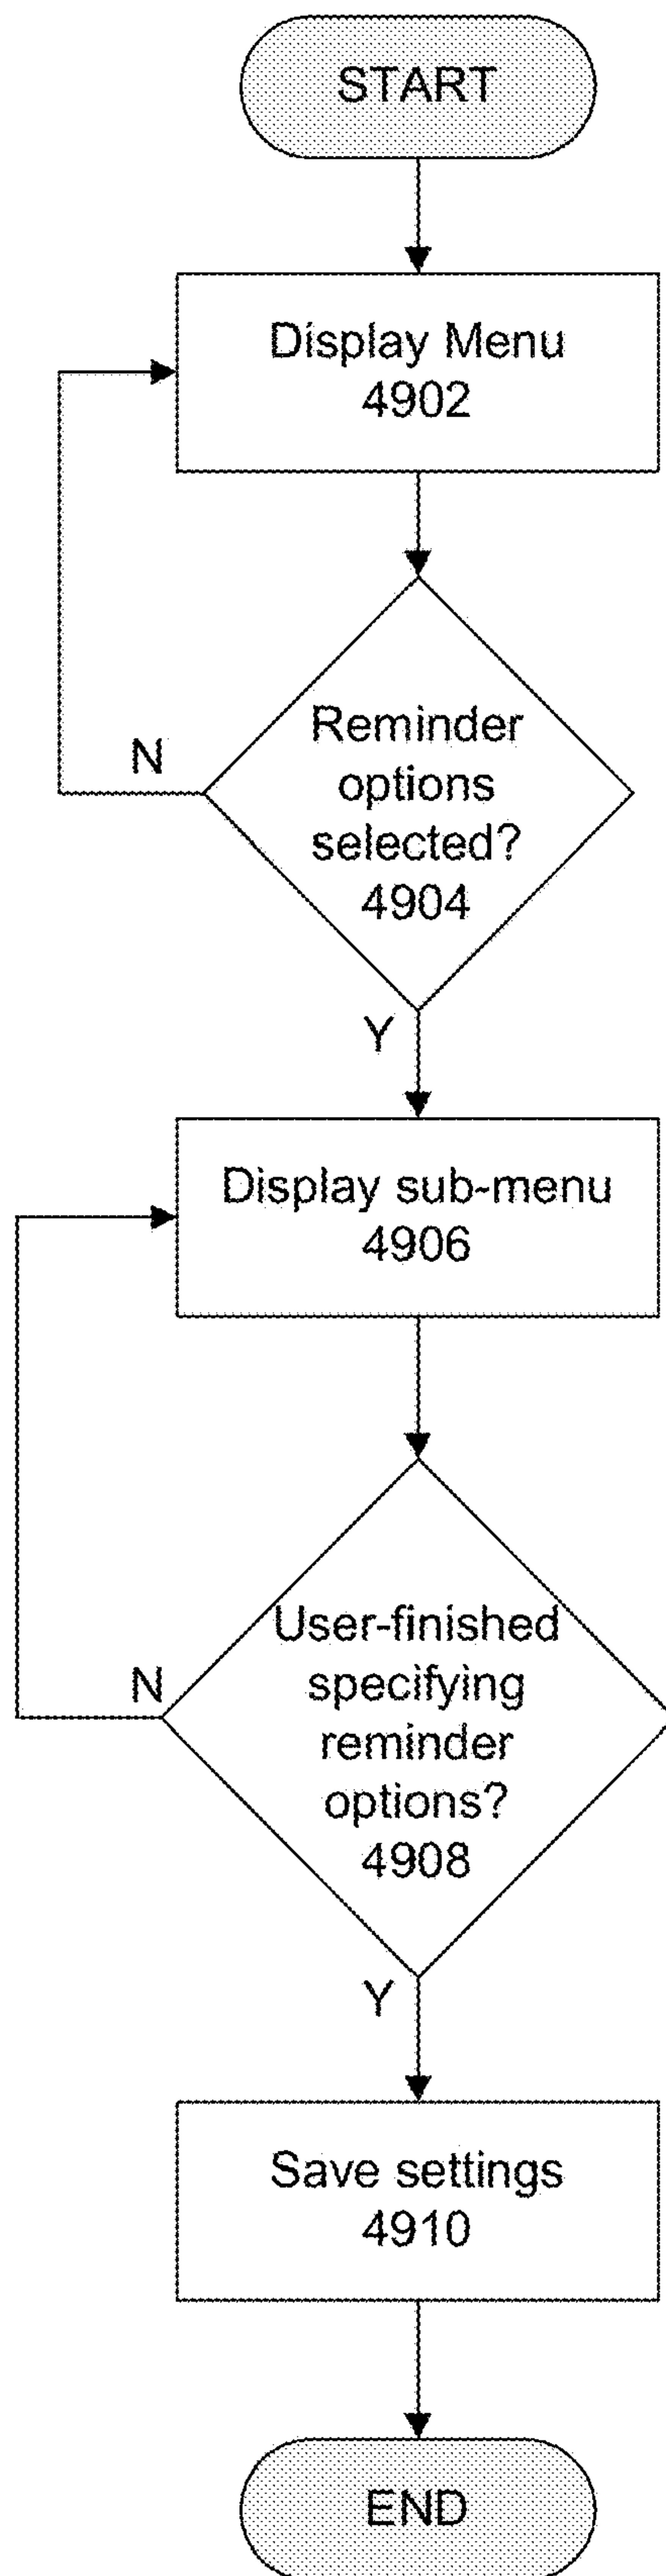 START
Display Menu
4902
Reminder
options
selected?
4904
N
Y
Display sub-menu
4906
User-finished
specifying
reminder
options?
4908
N
Y
Save settings
4910
END